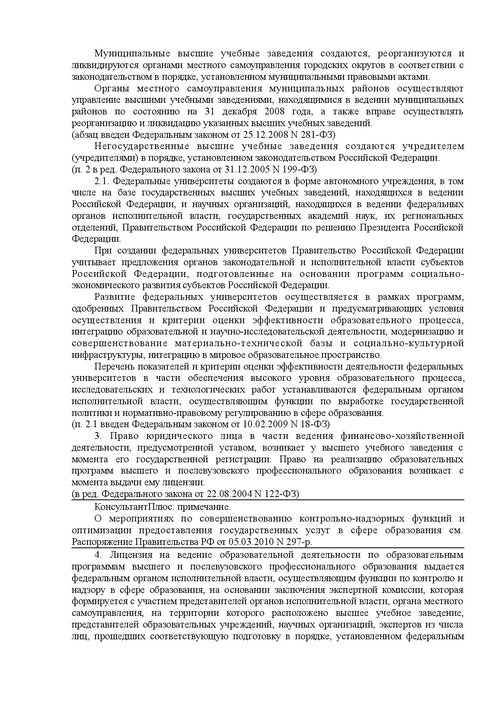 Муниципальные высшие учебные заведения создаются, реорганизуются и
ликвидируются органами местного самоуправления городских округов в соответствии с
законодательством в порядке, установленном муниципальными правовыми актами.
Органы местного самоуправления муниципальных районов осуществляют
управление высшими учебными заведениями, находящимися в ведении муниципальных
районов по состоянию на 31 декабря 2008 года, а также вправе осуществлять
реорганизацию и ликвидацию указанных высших учебных заведений.
(абзац введен Федеральным законом от 25.12.2008 N 281-ФЗ)
Негосударственные высшие учебные заведения создаются учредителем
(учредителями) в порядке, установленном законодательством Российской Федерации.
(п. 2 в ред. Федерального закона от 31.12.2005 N 199-ФЗ)
2.1. Федеральные университеты создаются в форме автономного учреждения, в том
числе на базе государственных высших учебных заведений, находящихся в ведении
Российской Федерации, и научных организаций, находящихся в ведении федеральных
органов исполнительной власти, государственных академий наук, их региональных
отделений, Правительством Российской Федерации по решению Президента Российской
Федерации.
При создании федеральных университетов Правительство Российской Федерации
учитывает предложения органов законодательной и исполнительной власти субъектов
Российской Федерации, подготовленные на основании программ социально-
экономического развития субъектов Российской Федерации.
Развитие федеральных университетов осуществляется в рамках программ,
одобренных Правительством Российской Федерации и предусматривающих условия
осуществления и критерии оценки эффективности образовательного процесса,
интеграцию образовательной и научно-исследовательской деятельности, модернизацию и
совершенствование материально-технической базы и социально-культурной
инфраструктуры, интеграцию в мировое образовательное пространство.
Перечень показателей и критерии оценки эффективности деятельности федеральных
университетов в части обеспечения высокого уровня образовательного процесса,
исследовательских и технологических работ устанавливаются федеральным органом
исполнительной власти, осуществляющим функции по выработке государственной
политики и нормативно-правовому регулированию в сфере образования.
(п. 2.1 введен Федеральным законом от 10.02.2009 N 18-ФЗ)
3. Право юридического лица в части ведения финансово-хозяйственной
деятельности, предусмотренной уставом, возникает у высшего учебного заведения с
момента его государственной регистрации. Право на реализацию образовательных
программ высшего и послевузовского профессионального образования возникает с
момента выдачи ему лицензии.
(в ред. Федерального закона от 22.08.2004 N 122-ФЗ)
КонсультантПлюс: примечание.
О мероприятиях по совершенствованию контрольно-надзорных функций и
оптимизации предоставления государственных услуг в сфере образования см.
Распоряжение Правительства РФ от 05.03.2010 N 297-р.
4. Лицензия на ведение образовательной деятельности по образовательным
программам высшего и послевузовского профессионального образования выдается
федеральным органом исполнительной власти, осуществляющим функции по контролю и
надзору в сфере образования, на основании заключения экспертной комиссии, которая
формируется с участием представителей органов исполнительной власти, органа местного
самоуправления, на территории которого расположено высшее учебное заведение,
представителей образовательных учреждений, научных организаций, экспертов из числа
лиц, прошедших соответствующую подготовку в порядке, установленном федеральным